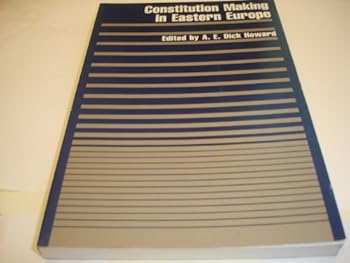 Constitution Making
in Eastern Europe
Edited by A. E. Dick Howard